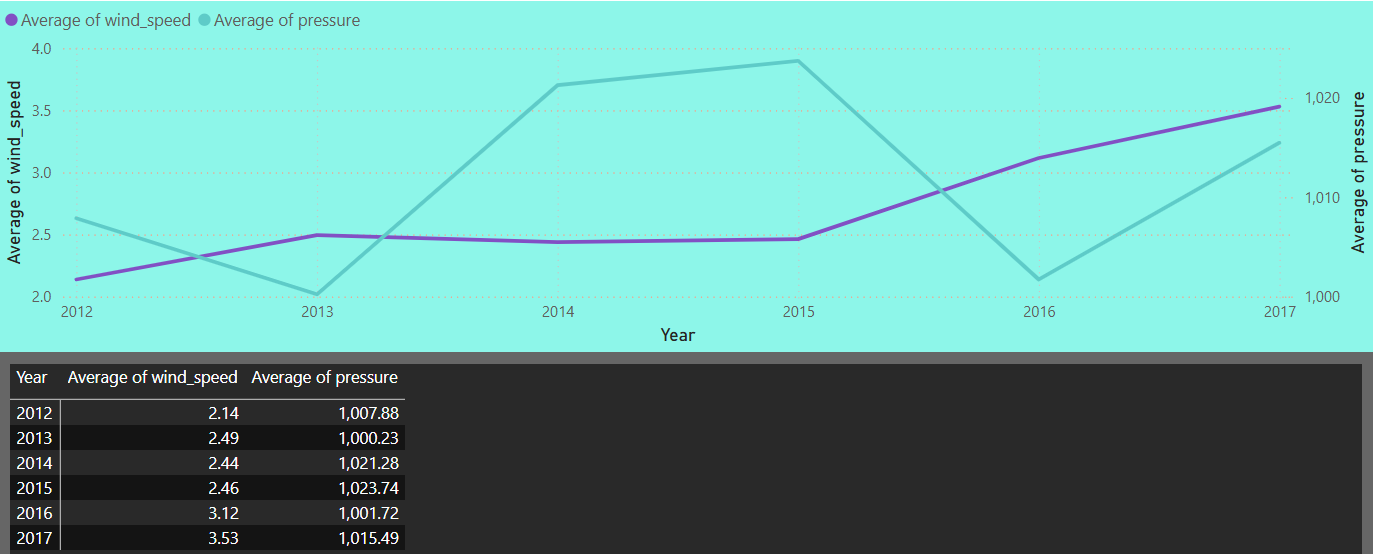 Average of wind_speed Average of pressure
4.0
3.5
3.0
2.5
2.0
Average of wind_speed
1,020
1,010
1,000
Average of pressure
2012 2013 2014 2015 2016 2017
Year
Year Average of wind_speed Average of pressure
2012 2.14 1,007.88
2013 2.49 1,000.23
2014 2.44 1,021.28
2015 2.46 1,023.74
2016 3.12 1,001.72
2017 3.53 1,015.49